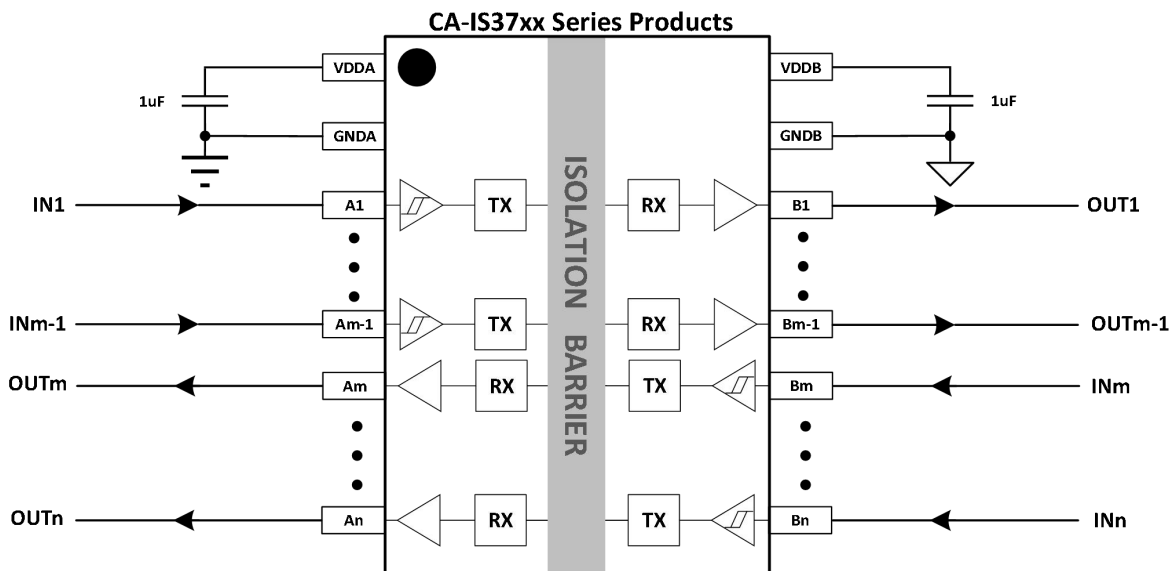 CA-IS37xx Series Products
VDDA
VDDB
1uF
1uF
GNDA
GNDB
ISOLATION BARRIER
IN1
A1
TX
RX
B1
OUT1
INm-1
Am-1
TX
RX
Bm-1
OUTm-1
OUTm
Am
RX
TX
Bm
INm
OUTn
An
RX
TX
Bn
INn